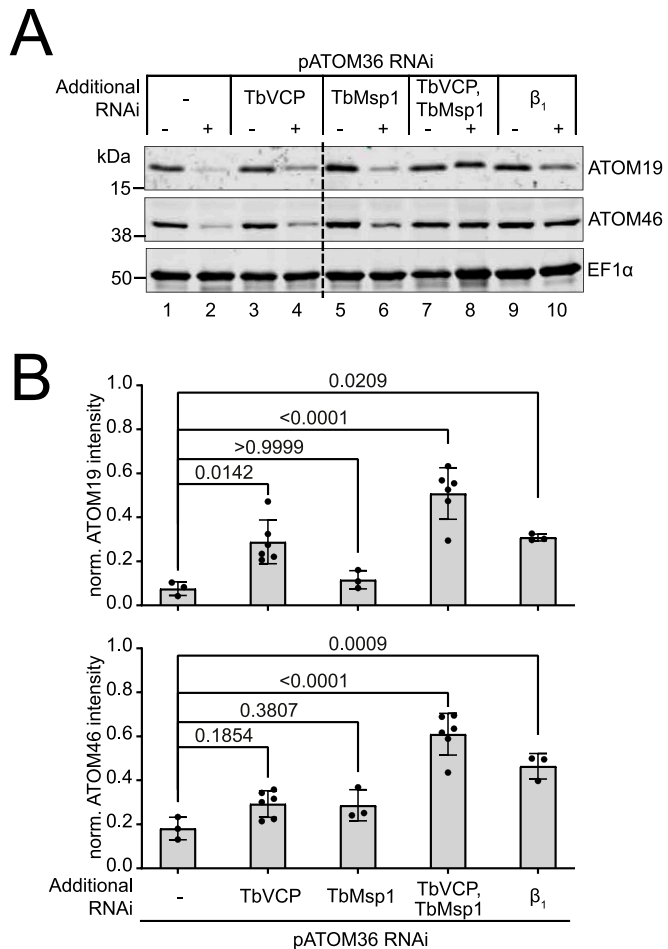 A
pATOM36 RNAi
Additional RNAi
- TbVCP TbMsp1 TbVCP, TbMsp1 β₁
- + - + - + - + - +
kDa
15
ATOM19
38
ATOM46
50
EF1α
1 2 3 4 5 6 7 8 9 10
B
norm. ATOM19 intensity
1.0
0.8
0.6
0.4
0.2
0.0
0.0209
<0.0001
>0.9999
0.0142
norm. ATOM46 intensity
1.0
0.8
0.6
0.4
0.2
0.0
0.0009
<0.0001
0.3807
0.1854
Additional RNAi
- TbVCP TbMsp1 TbVCP, TbMsp1 β₁
pATOM36 RNAi